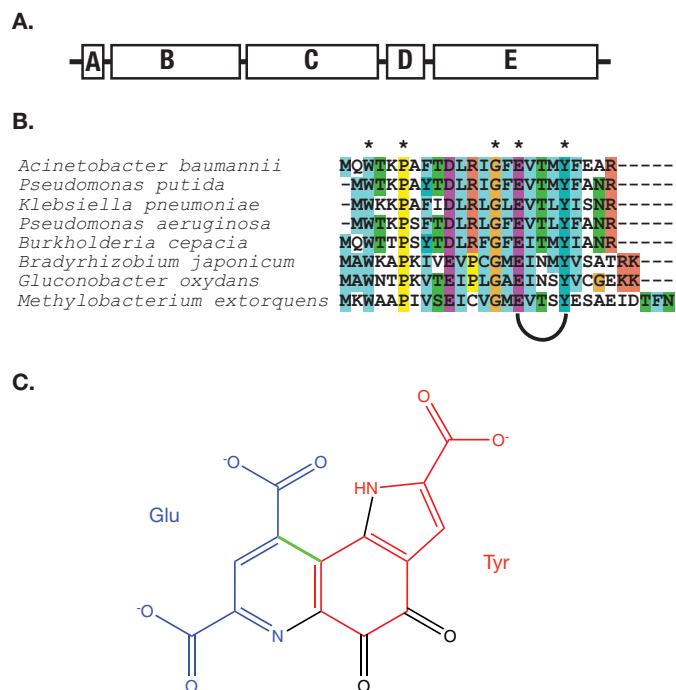 A.
A B C D E
B.
* * * * *
Acinetobacter baumannii MQWTKPAFTDLRIGFEVTMYFEAR-----
Pseudomonas putida -MWTKPAYTDLRIGFEVTMYFANR-----
Klebsiella pneumoniae -MWKKPAFIDLRLGLEVTLYISNR-----
Pseudomonas aeruginosa -MWTKPSFTDLRIGFEVTLYFANR-----
Burkholderia cepacia MQWTTPSYTDLRFGFEITMYIANR-----
Bradyrhizobium japonicum MAWKAPKIVEVPCGMEINMYVSATRK---
Gluconobacter oxydans MAWNTPKVTEIPLGAEINSYVCGEKK---
Methylobacterium extorquens MKWAAPIVSEICVGMEVTSYESAEIDTFN
C.
O
O-
-O
O
HN
Glu
Tyr
-O
N
O
O
O